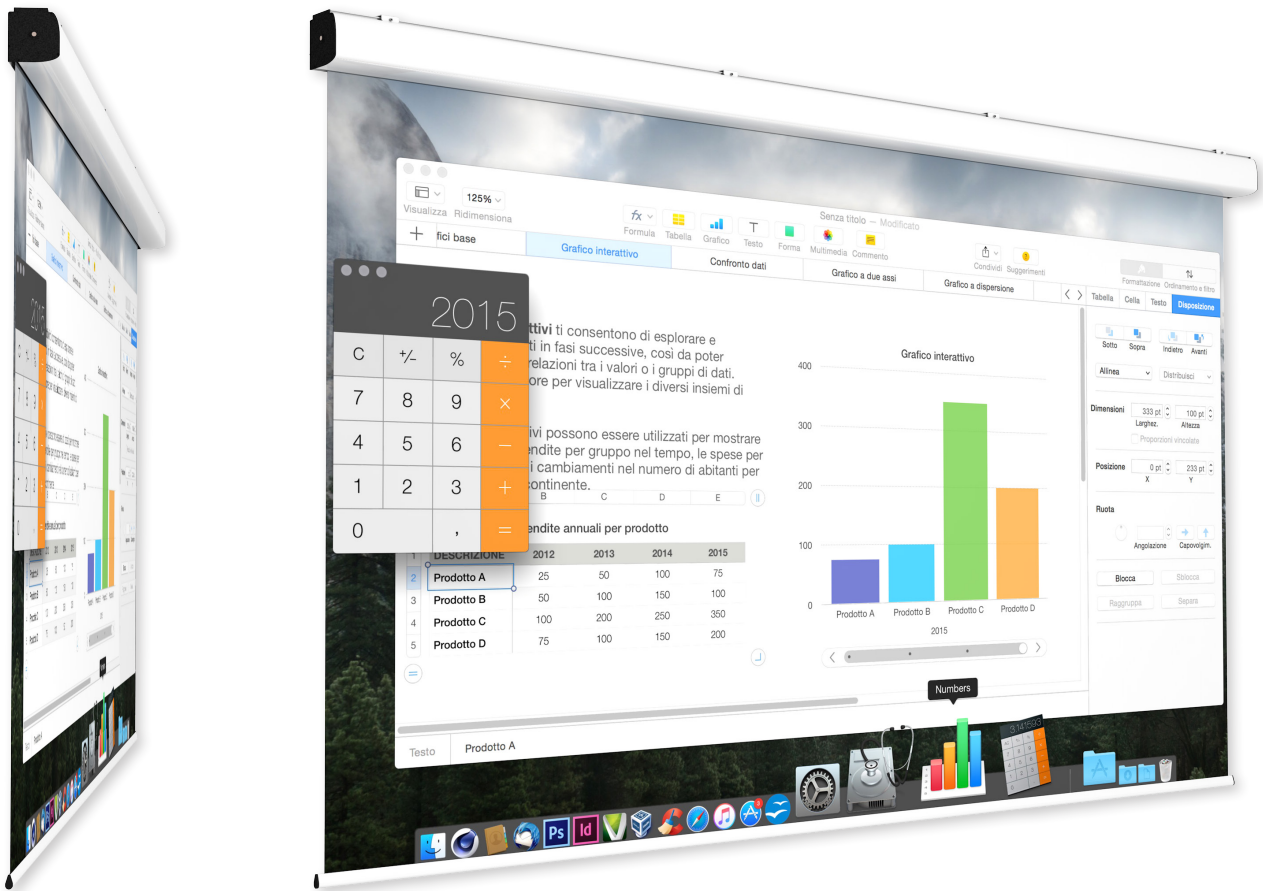 125%
Visualizza Ridimensiona
fx
Formula Tabella Grafico Testo Forma Multimedia Commento
Senza titolo — Modificato
Condividi Suggerimenti
Formattazione Ordinamento e filtro
fici base
Grafico interattivo
Confronto dati
Grafico a due assi
Grafico a dispersione
Tabella Cella Testo Disposizione
2015
C +/− % ÷
7 8 9 ×
4 5 6 −
1 2 3 +
0 , =
ttivi ti consentono di esplorare e
ti in fasi successive, così da poter
relazioni tra i valori o i gruppi di dati.
ore per visualizzare i diversi insiemi di
ivi possono essere utilizzati per mostrare
endite per gruppo nel tempo, le spese per
i cambiamenti nel numero di abitanti per
continente.
B C D E
endite annuali per prodotto
1 DESCRIZIONE 2012 2013 2014 2015
2 Prodotto A 25 50 100 75
3 Prodotto B 50 100 150 100
4 Prodotto C 100 200 250 350
5 Prodotto D 75 100 150 200
Grafico interattivo
400
300
200
100
0
Prodotto A Prodotto B Prodotto C Prodotto D
2015
Sotto Sopra Indietro Avanti
Allinea Distribuisci
Dimensioni 333 pt 100 pt
Larghez. Altezza
Proporzioni vincolate
Posizione 0 pt 233 pt
X Y
Ruota
Angolazione Capovolgim.
Blocca Sblocca
Raggruppa Separa
Numbers
Testo Prodotto A
3,141593
Ps Id
3